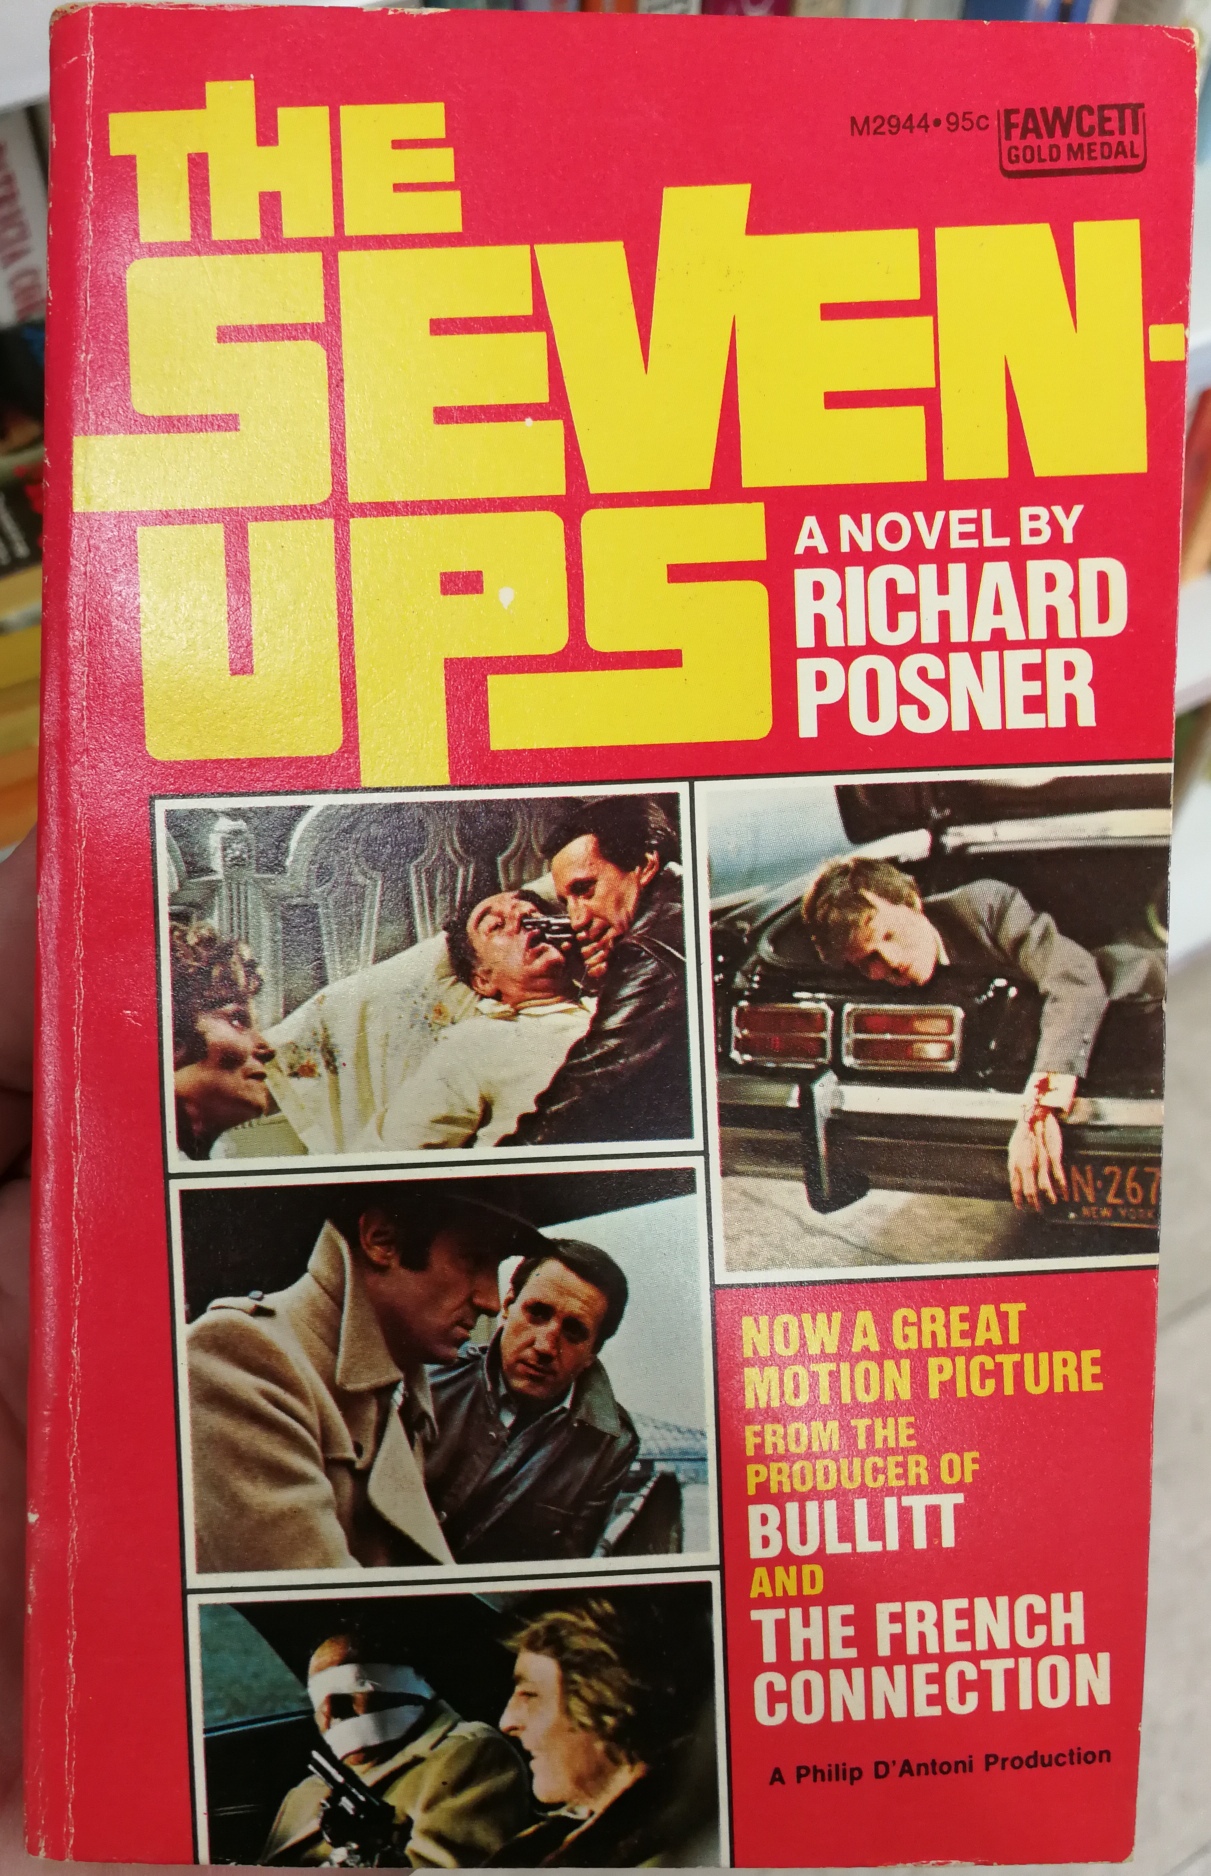 M2944•95c
FAWCETT
GOLD MEDAL
THE
SEVEN-
UPS
A NOVEL BY
RICHARD
POSNER
N·267
NEW YORK
NOW A GREAT
MOTION PICTURE
FROM THE
PRODUCER OF
BULLITT
AND
THE FRENCH
CONNECTION
A Philip D'Antoni Production